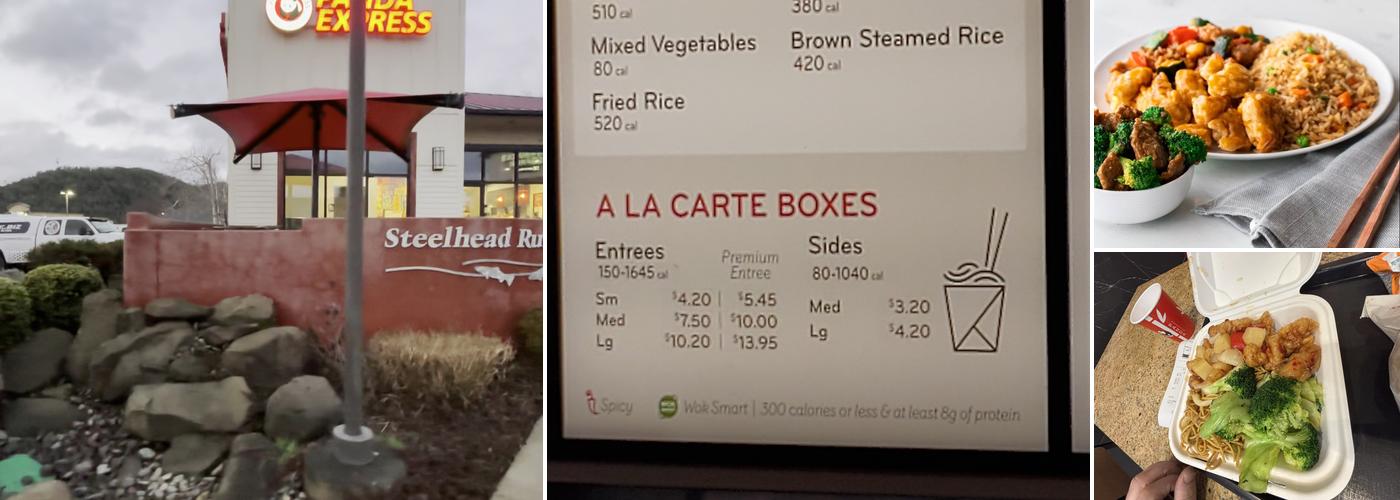 PANDA
EXPRESS
Steelhead Ru
510 cal
380 cal
Mixed Vegetables
80 cal
Brown Steamed Rice
420 cal
Fried Rice
520 cal
A LA CARTE BOXES
Entrees
150-1645 cal
Premium
Entree
Sm $4.20 | $5.45
Med $7.50 | $10.00
Lg $10.20 | $13.95
Sides
80-1040 cal
Med $3.20
Lg $4.20
Spicy
Wok Smart | 300 calories or less & at least 8g of protein